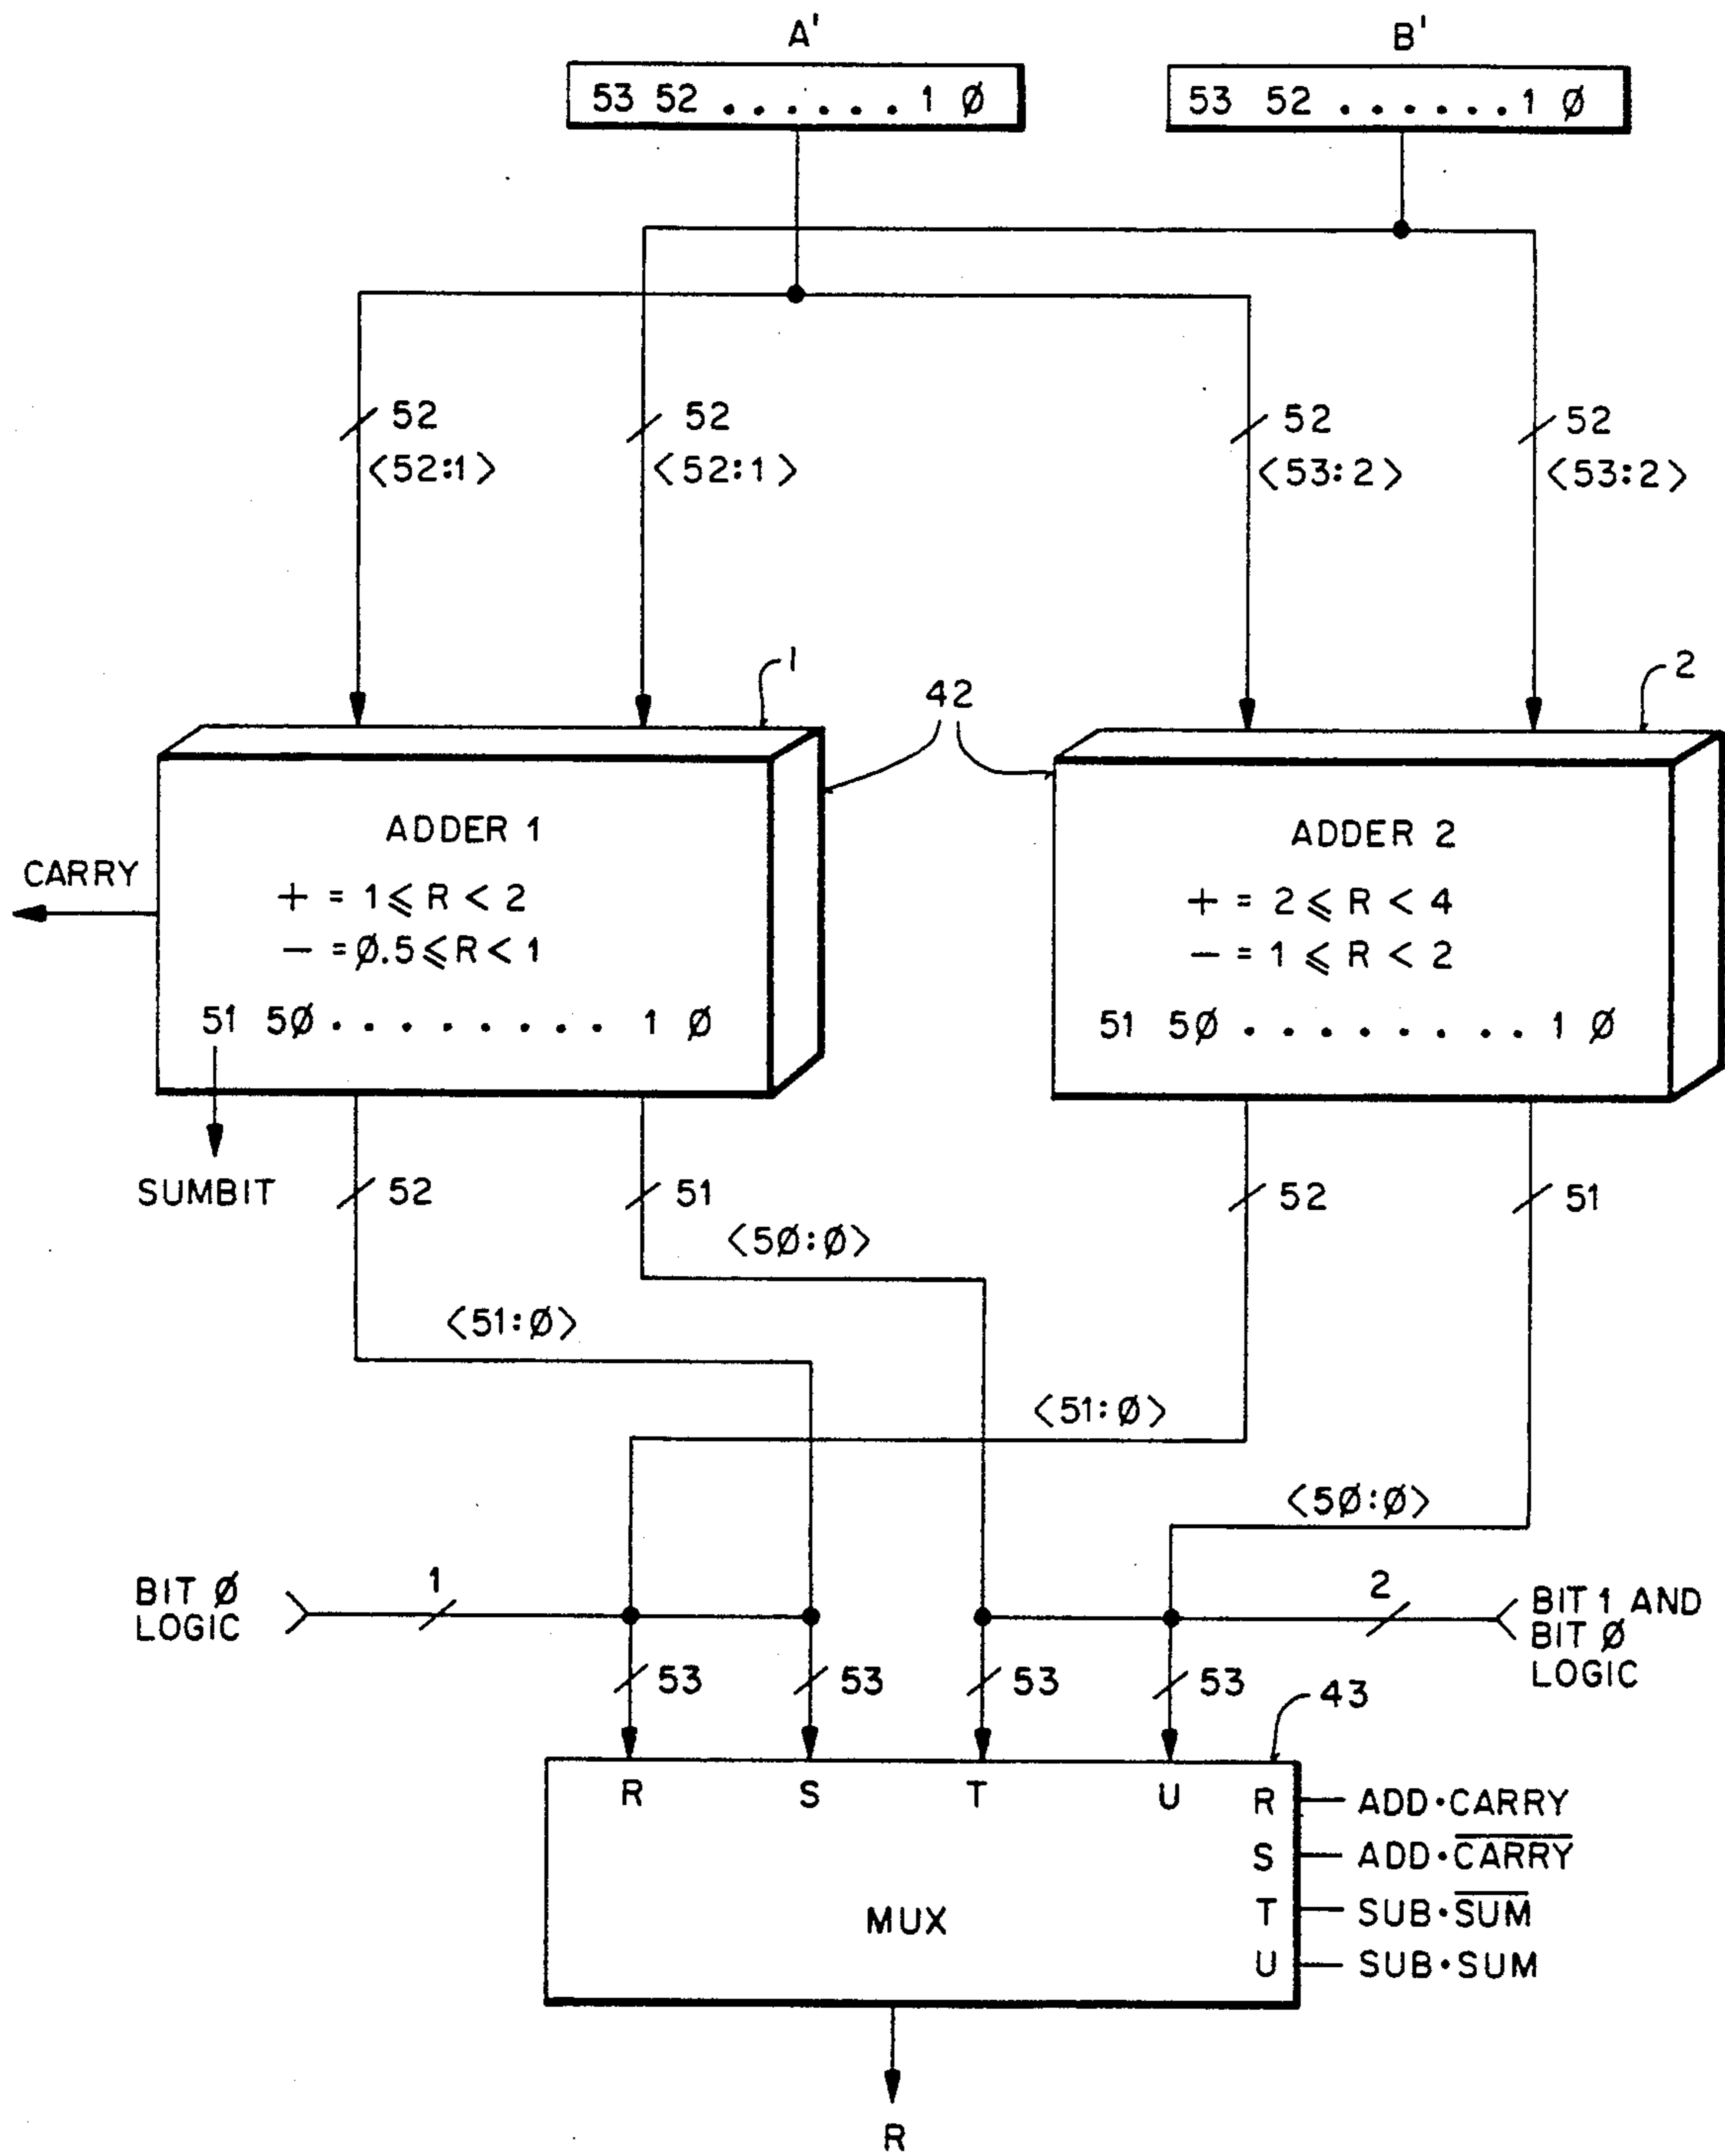 A' B'
53 52 . . . . . . 1 Ø 53 52 . . . . . . 1 Ø
52 52 52 52
<52:1> <52:1> <53:2> <53:2>
1 42 2
ADDER 1 ADDER 2
CARRY
+ = 1 ≤ R < 2 + = 2 ≤ R < 4
− = Ø.5 ≤ R < 1 − = 1 ≤ R < 2
51 5Ø . . . . . . . . 1 Ø 51 5Ø . . . . . . . . 1 Ø
SUMBIT 52 51 52 51
<5Ø:Ø>
<51:Ø>
<51:Ø>
<5Ø:Ø>
BIT Ø 1 2 BIT 1 AND
LOGIC BIT Ø
LOGIC
53 53 53 53 43
R S T U R ADD•CARRY
S ADD•C̅A̅R̅R̅Y̅
T SUB•S̅U̅M̅
MUX
U SUB•SUM
R